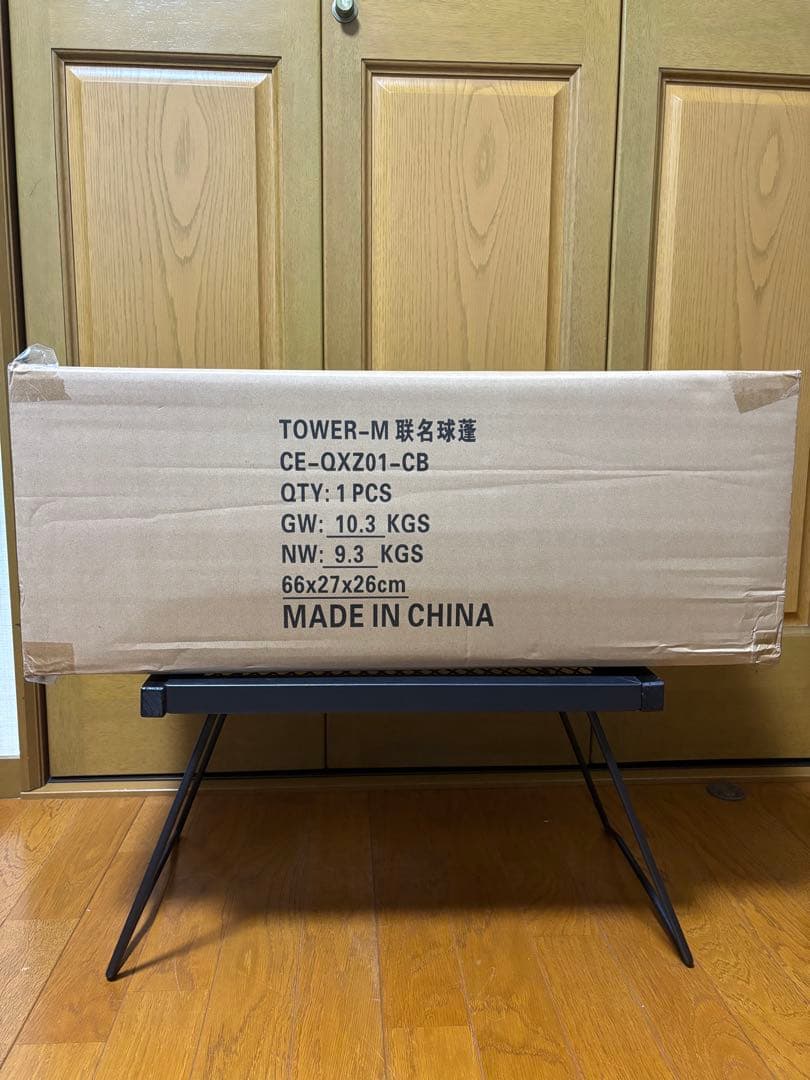 TOWER-M 联名球蓬
CE-QXZ01-CB
QTY: 1 PCS
GW: 10.3 KGS
NW: 9.3 KGS
66x27x26cm
MADE IN CHINA